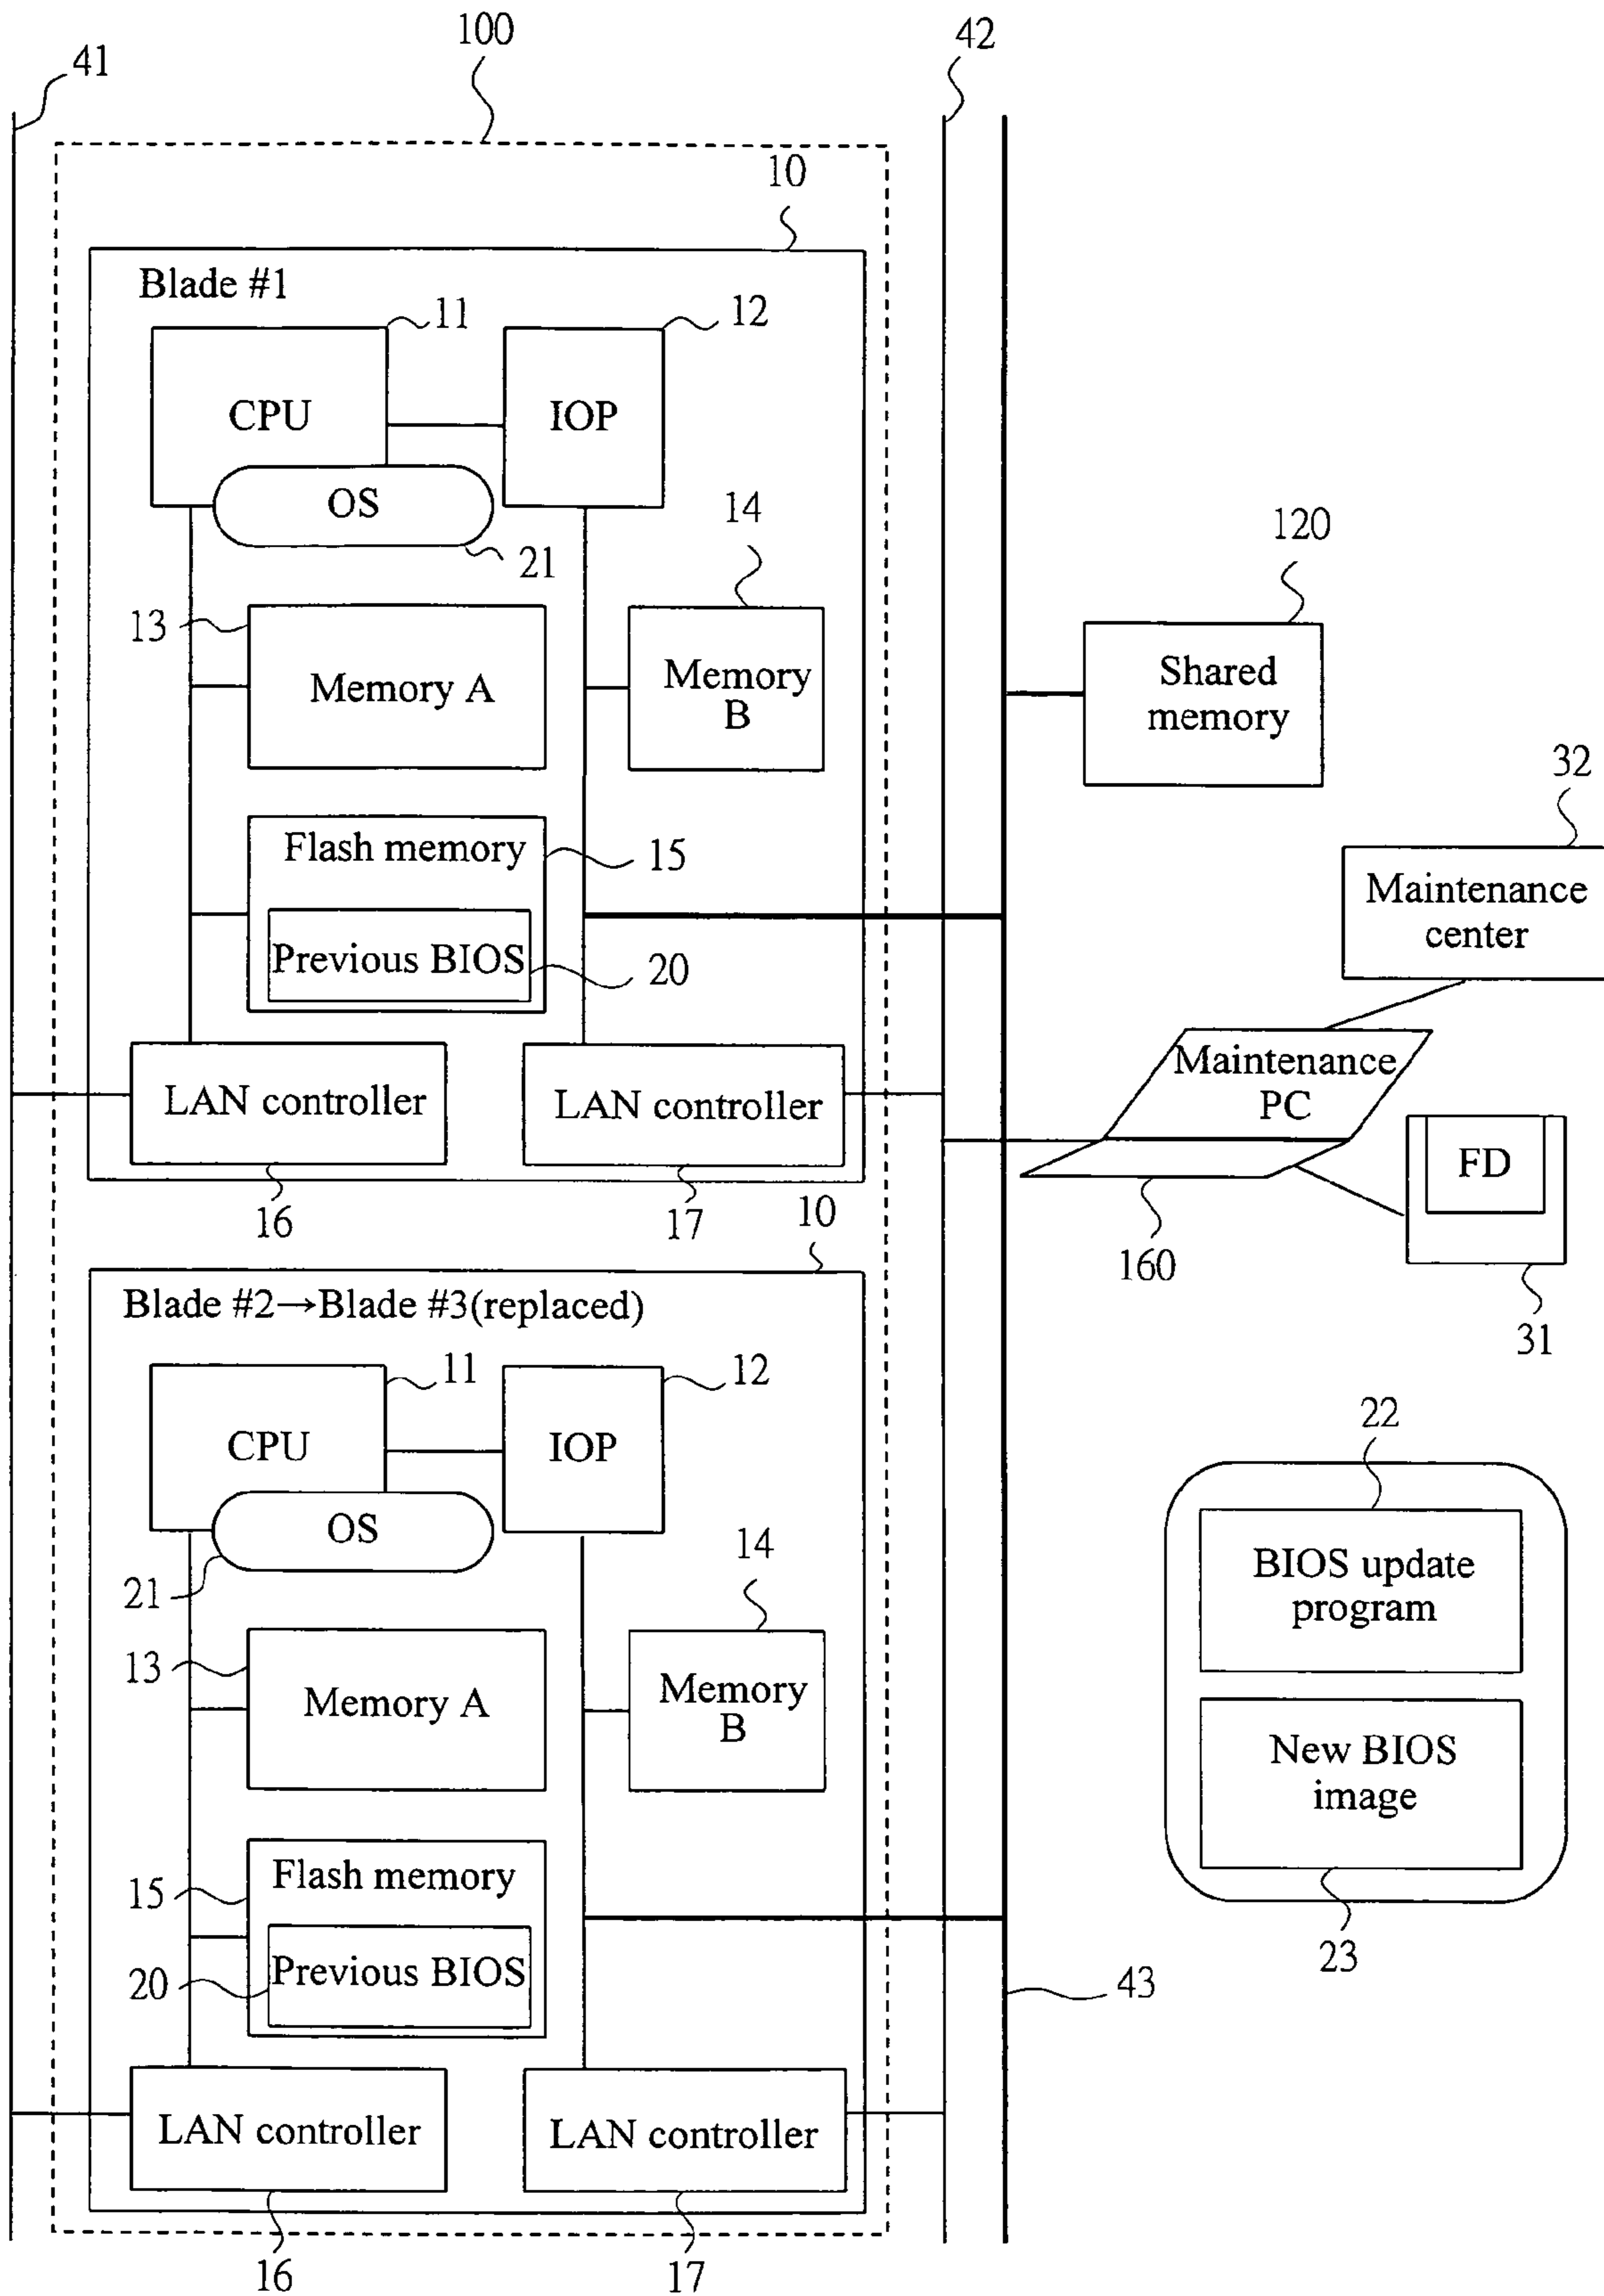 100
41
42
10
Blade #1
11
12
CPU
IOP
OS
21
14
120
13
Memory A
Memory
B
Shared
memory
32
Flash memory
15
Maintenance
center
Previous BIOS
20
Maintenance
PC
LAN controller
LAN controller
FD
16
17
10
160
31
Blade #2→Blade #3(replaced)
11
12
CPU
IOP
22
OS
21
14
BIOS update
program
13
Memory A
Memory
B
New BIOS
image
Flash memory
15
23
Previous BIOS
20
43
LAN controller
LAN controller
16
17